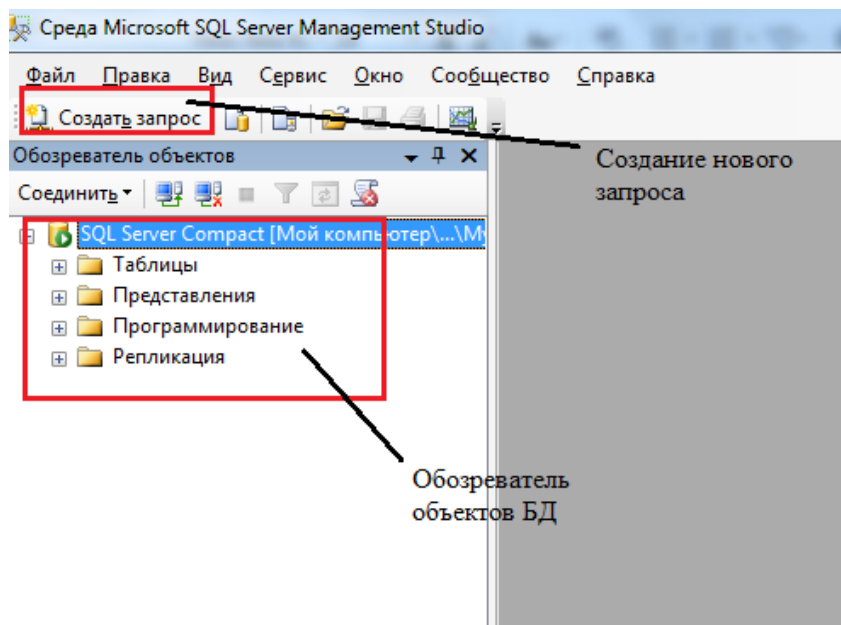 Среда Microsoft SQL Server Management Studio
Файл Правка Вид Сервис Окно Сообщество Справка
Создать запрос
Обозреватель объектов
Создание нового
запроса
Соединить
SQL Server Compact [Мой компьютер\...\My
Таблицы
Представления
Программирование
Репликация
Обозреватель
объектов БД